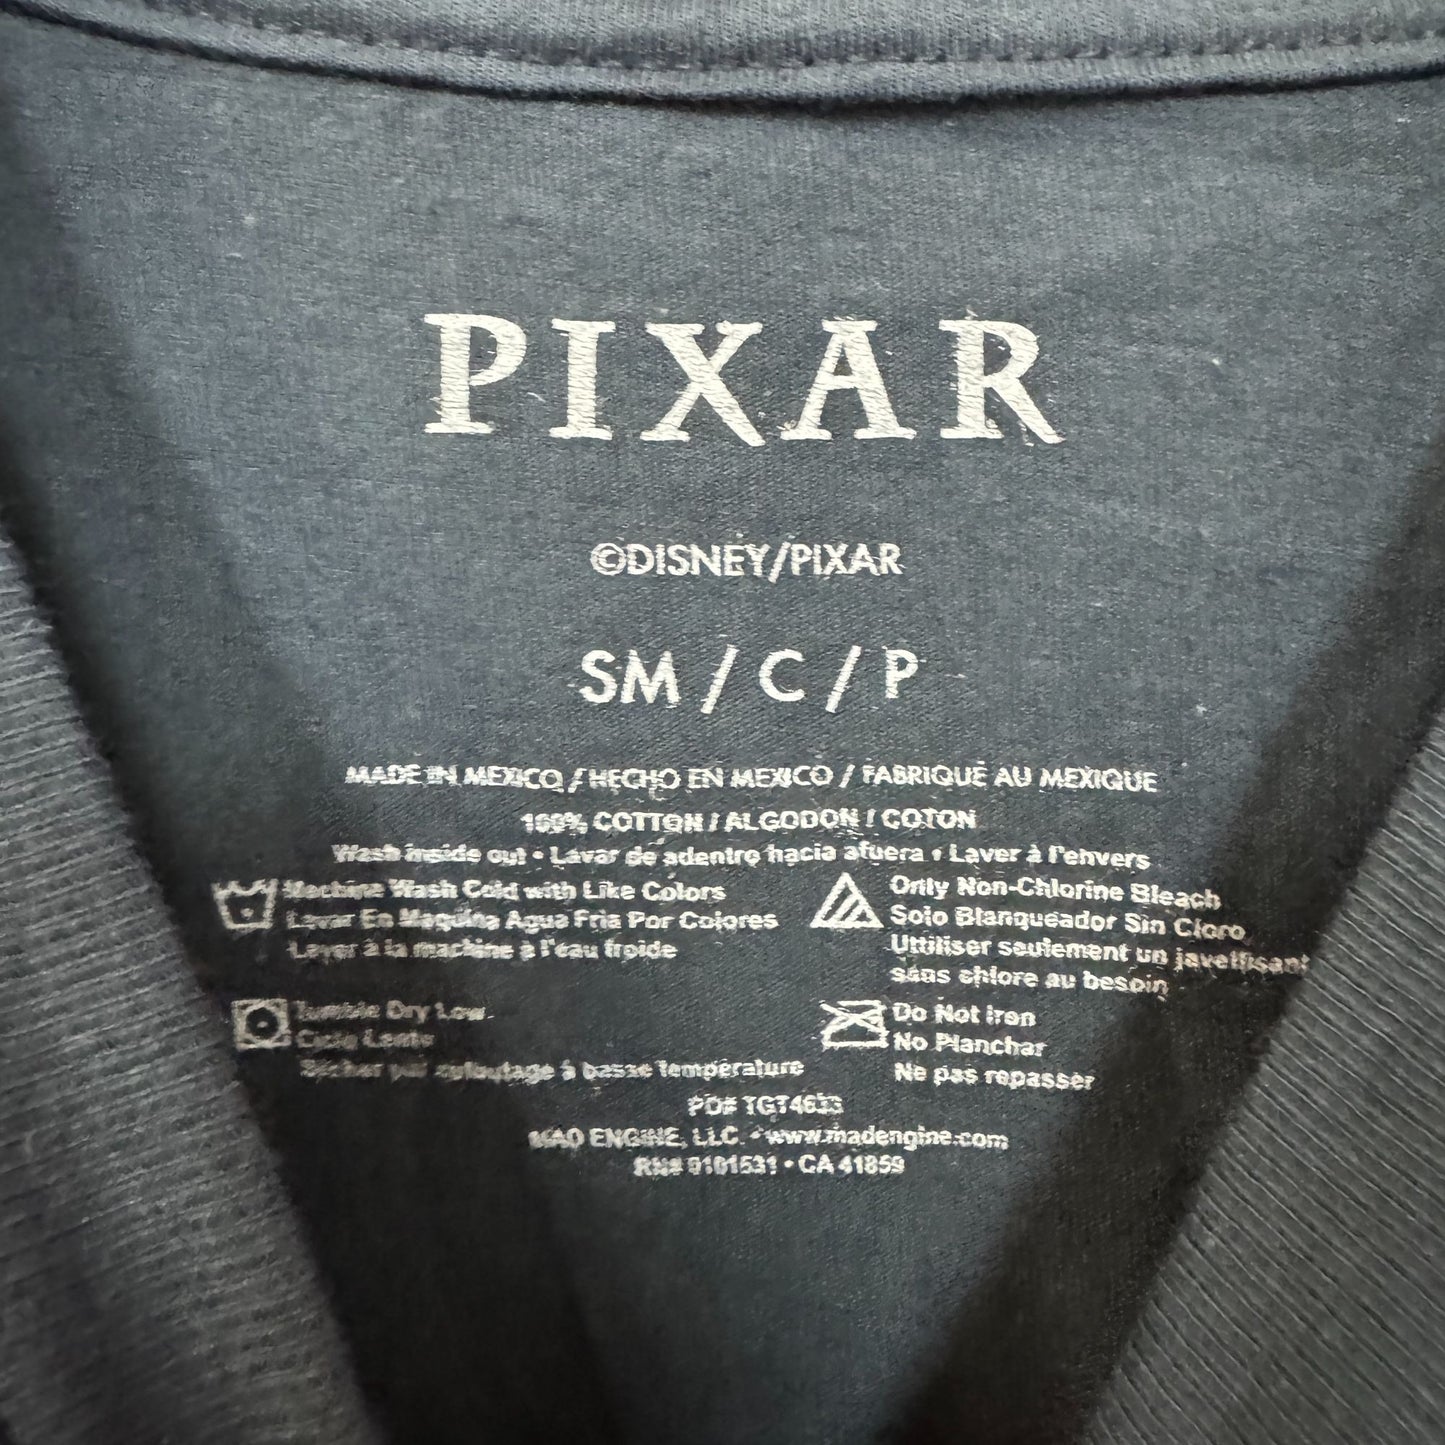 PIXAR
©DISNEY/PIXAR
SM / C / P
MADE IN MEXICO / HECHO EN MEXICO / FABRIQUÉ AU MEXIQUE
100% COTTON / ALGODON / COTON
Wash inside out • Lavar de adentro hacia afuera • Laver à l'envers
Machine Wash Cold with Like Colors
Lavar En Maquina Agua Fria Por Colores
Laver à la machine à l'eau froide
Only Non-Chlorine Bleach
Solo Blanqueador Sin Cloro
Uttiliser seulement un javellisant
sans chlore au besoin
Tumble Dry Low
Ciclo Lento
Sécher par culbutage à basse température
Do Not Iron
No Planchar
Ne pas repasser
PO# TGT4633
MAD ENGINE, LLC. • www.madengine.com
RN# 0101531 • CA 41859